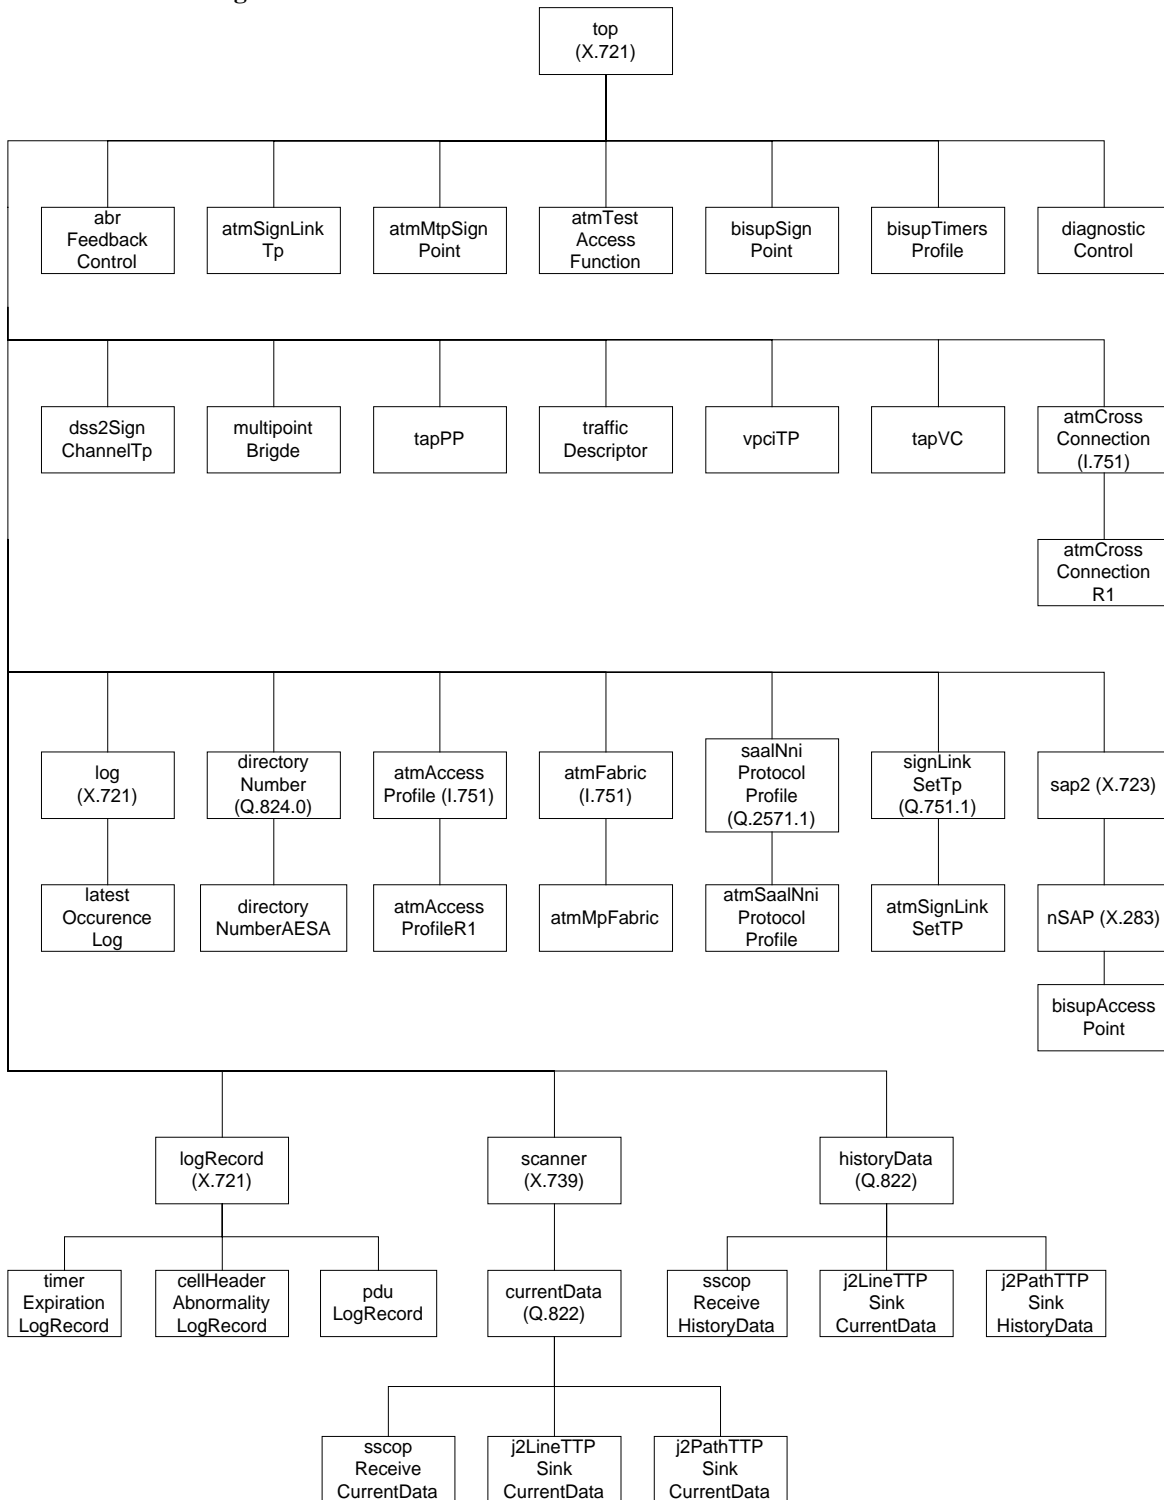 top
(X.721)
abr
Feedback
Control
atmSignLink
Tp
atmMtpSign
Point
atmTest
Access
Function
bisupSign
Point
bisupTimers
Profile
diagnostic
Control
dss2Sign
ChannelTp
multipoint
Brigde
tapPP
traffic
Descriptor
vpciTP
tapVC
atmCross
Connection
(I.751)
atmCross
Connection
R1
log
(X.721)
directory
Number
(Q.824.0)
atmAccess
Profile (I.751)
atmFabric
(I.751)
saalNni
Protocol
Profile
(Q.2571.1)
signLink
SetTp
(Q.751.1)
sap2 (X.723)
latest
Occurence
Log
directory
NumberAESA
atmAccess
ProfileR1
atmMpFabric
atmSaalNni
Protocol
Profile
atmSignLink
SetTP
nSAP (X.283)
bisupAccess
Point
logRecord
(X.721)
scanner
(X.739)
historyData
(Q.822)
timer
Expiration
LogRecord
cellHeader
Abnormality
LogRecord
pdu
LogRecord
currentData
(Q.822)
sscop
Receive
HistoryData
j2LineTTP
Sink
CurrentData
j2PathTTP
Sink
HistoryData
sscop
Receive
CurrentData
j2LineTTP
Sink
CurrentData
j2PathTTP
Sink
CurrentData